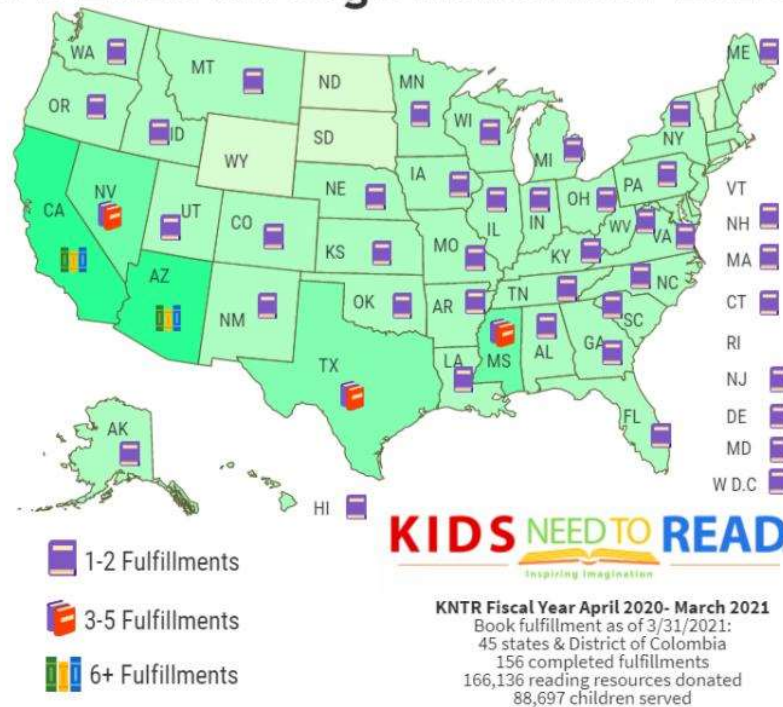 WA
MT
ND
MN
ME
OR
ID
SD
WI
MI
NY
WY
NV
CA
UT
CO
NE
IA
IL
IN
OH
PA
WV
VA
VT
NH
MA
CT
RI
NJ
DE
MD
W D.C
KS
MO
KY
NC
AZ
NM
OK
AR
TN
SC
TX
LA
MS
AL
GA
FL
AK
HI
1-2 Fulfillments
3-5 Fulfillments
6+ Fulfillments
KIDS NEED TO READ
Inspiring Imagination
KNTR Fiscal Year April 2020- March 2021
Book fulfillment as of 3/31/2021:
45 states & District of Colombia
156 completed fulfillments
166,136 reading resources donated
88,697 children served